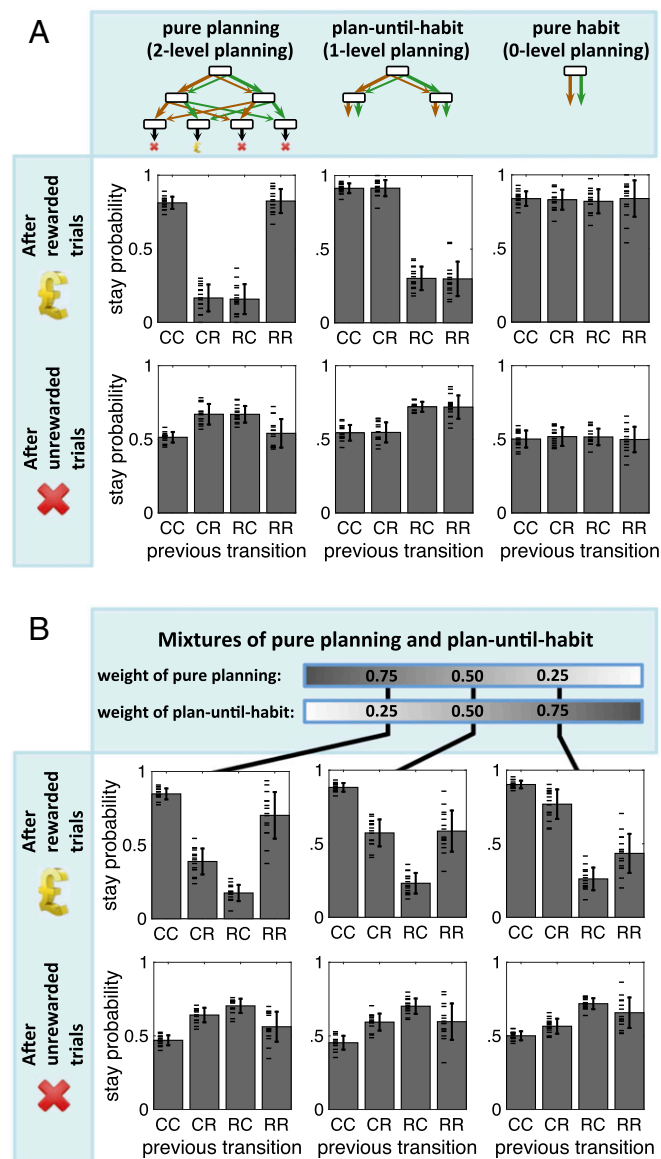 A
pure planning
(2-level planning)
plan-until-habit
(1-level planning)
pure habit
(0-level planning)
£
After
rewarded
trials
£
stay probability
1
0.5
0
CC CR RC RR
1
.5
0
CC CR RC RR
1
0.5
0
CC CR RC RR
After
unrewarded
trials
stay probability
1
0.5
0
CC CR RC RR
previous transition
1
.5
0
CC CR RC RR
previous transition
1
.5
0
CC CR RC RR
previous transition
B
Mixtures of pure planning and plan-until-habit
weight of pure planning: 0.75 0.50 0.25
weight of plan-until-habit: 0.25 0.50 0.75
After
rewarded
trials
£
stay probability
1
0.5
0
CC CR RC RR
1
.5
0
CC CR RC RR
1
.5
0
CC CR RC RR
After
unrewarded
trials
stay probability
1
0.5
0
CC CR RC RR
previous transition
1
.5
0
CC CR RC RR
previous transition
1
.5
0
CC CR RC RR
previous transition